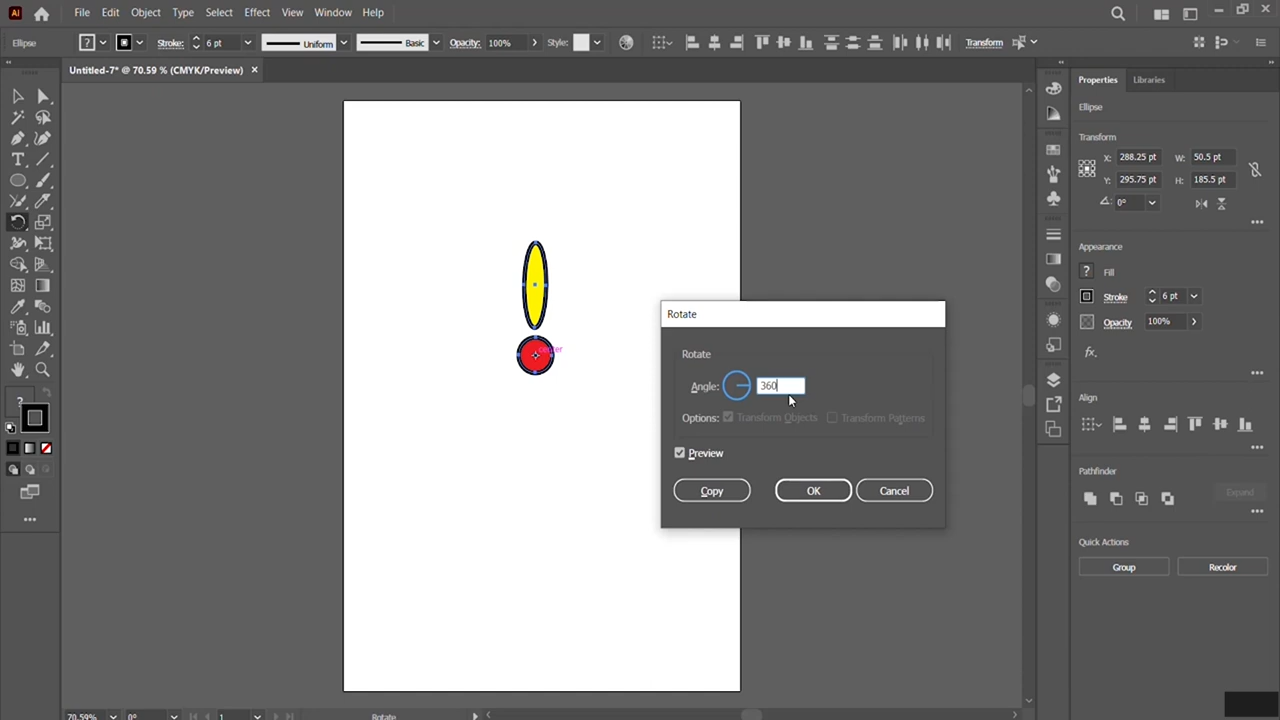 Ai File Edit Object Type Select Effect View Window Help
Ellipse ? Stroke: 6 pt Uniform Basic Opacity: 100% Style: Transform
Untitled-7* @ 70.59 % (CMYK/Preview) ×
Properties Libraries
Ellipse
Transform
X: 288.25 pt W: 50.5 pt
Y: 295.75 pt H: 185.5 pt
0°
Appearance
? Fill
Stroke 6 pt
Opacity 100%
fx.
Align
Pathfinder
Expand
Quick Actions
Group Recolor
center
Rotate
Rotate
Angle: 360
Options: Transform Objects Transform Patterns
Preview
Copy OK Cancel
?
70.59% 0° 1 Rotate